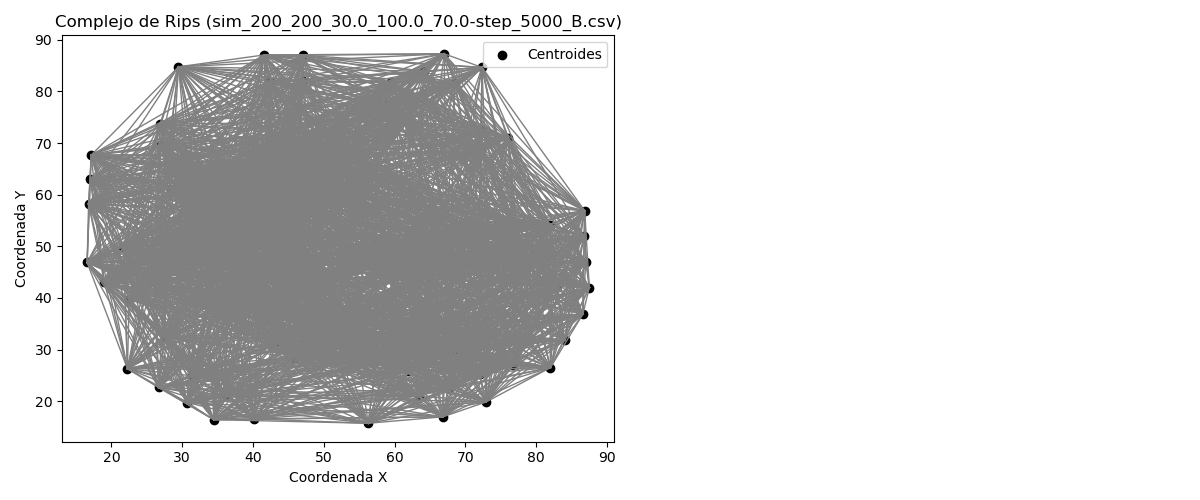 Complejo de Rips (sim_200_200_30.0_100.0_70.0-step_5000_B.csv)
Centroides
90
80
70
60
50
40
30
20
Coordenada Y
20 30 40 50 60 70 80 90
Coordenada X